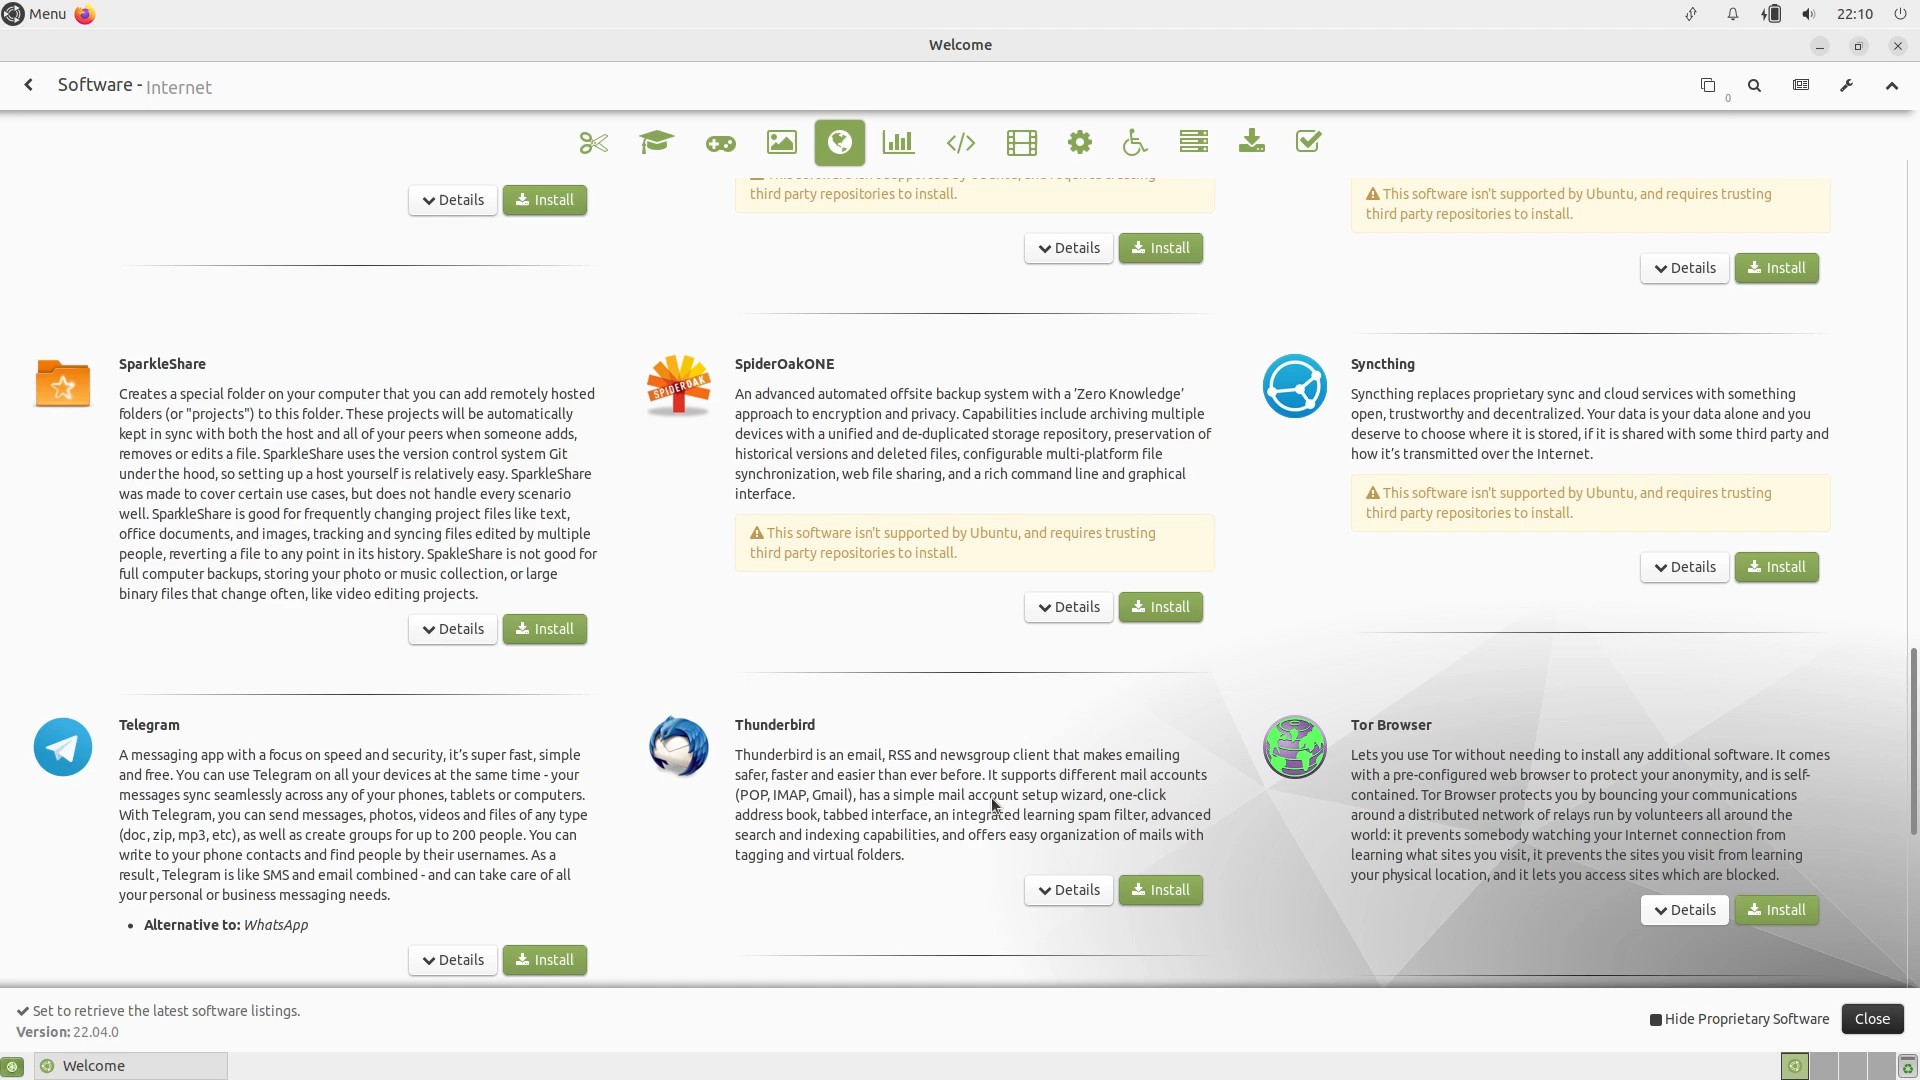 Menu
22:10
Welcome
Software - Internet
0
Details Install
This software isn't supported by Ubuntu, and requires trusting
third party repositories to install.
Details Install
This software isn't supported by Ubuntu, and requires trusting
third party repositories to install.
Details Install
SparkleShare
Creates a special folder on your computer that you can add remotely hosted
folders (or "projects") to this folder. These projects will be automatically
kept in sync with both the host and all of your peers when someone adds,
removes or edits a file. SparkleShare uses the version control system Git
under the hood, so setting up a host yourself is relatively easy. SparkleShare
was made to cover certain use cases, but does not handle every scenario
well. SparkleShare is good for frequently changing project files like text,
office documents, and images, tracking and syncing files edited by multiple
people, reverting a file to any point in its history. SpakleShare is not good for
full computer backups, storing your photo or music collection, or large
binary files that change often, like video editing projects.
Details Install
SPIDEROAK
SpiderOakONE
An advanced automated offsite backup system with a ‘Zero Knowledge’
approach to encryption and privacy. Capabilities include archiving multiple
devices with a unified and de-duplicated storage repository, preservation of
historical versions and deleted files, configurable multi-platform file
synchronization, web file sharing, and a rich command line and graphical
interface.
This software isn't supported by Ubuntu, and requires trusting
third party repositories to install.
Details Install
Syncthing
Syncthing replaces proprietary sync and cloud services with something
open, trustworthy and decentralized. Your data is your data alone and you
deserve to choose where it is stored, if it is shared with some third party and
how it’s transmitted over the Internet.
This software isn't supported by Ubuntu, and requires trusting
third party repositories to install.
Details Install
Telegram
A messaging app with a focus on speed and security, it’s super fast, simple
and free. You can use Telegram on all your devices at the same time - your
messages sync seamlessly across any of your phones, tablets or computers.
With Telegram, you can send messages, photos, videos and files of any type
(doc, zip, mp3, etc), as well as create groups for up to 200 people. You can
write to your phone contacts and find people by their usernames. As a
result, Telegram is like SMS and email combined - and can take care of all
your personal or business messaging needs.
• Alternative to: WhatsApp
Details Install
Thunderbird
Thunderbird is an email, RSS and newsgroup client that makes emailing
safer, faster and easier than ever before. It supports different mail accounts
(POP, IMAP, Gmail), has a simple mail account setup wizard, one-click
address book, tabbed interface, an integrated learning spam filter, advanced
search and indexing capabilities, and offers easy organization of mails with
tagging and virtual folders.
Details Install
Tor Browser
Lets you use Tor without needing to install any additional software. It comes
with a pre-configured web browser to protect your anonymity, and is self-
contained. Tor Browser protects you by bouncing your communications
around a distributed network of relays run by volunteers all around the
world: it prevents somebody watching your Internet connection from
learning what sites you visit, it prevents the sites you visit from learning
your physical location, and it lets you access sites which are blocked.
Details Install
Set to retrieve the latest software listings.
Version: 22.04.0
Hide Proprietary Software
Close
Welcome